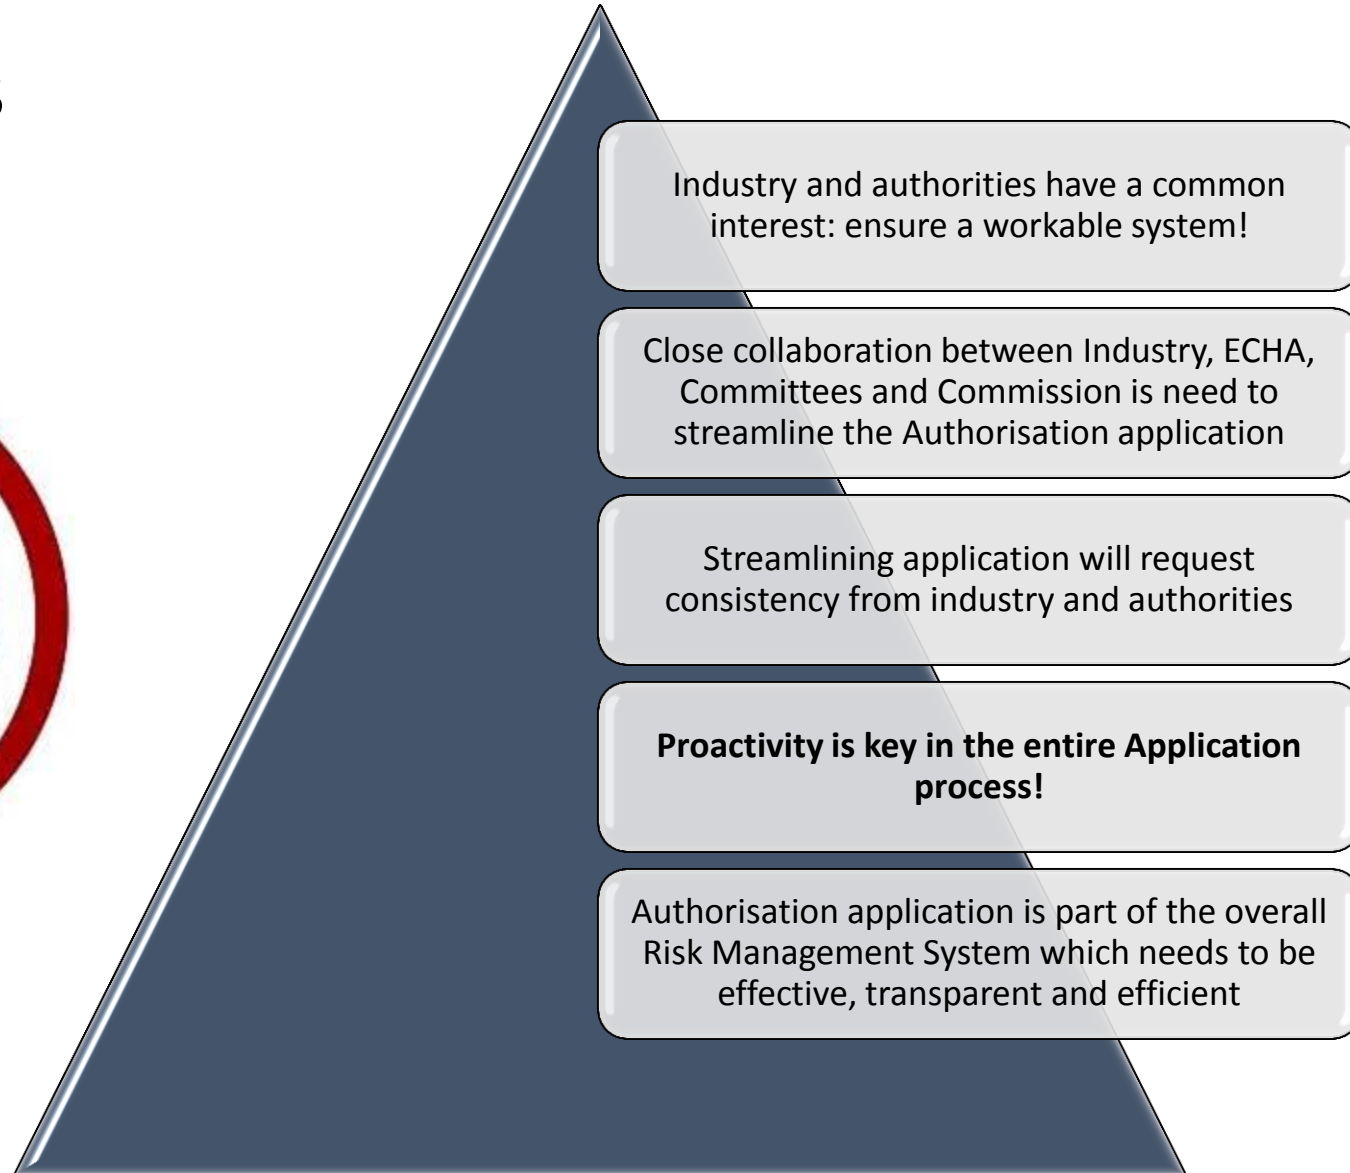 Industry and authorities have a common
interest: ensure a workable system!
Close collaboration between Industry, ECHA,
Committees and Commission is need to
streamline the Authorisation application
Streamlining application will request
consistency from industry and authorities
Proactivity is key in the entire Application
process!
Authorisation application is part of the overall
Risk Management System which needs to be
effective, transparent and efficient